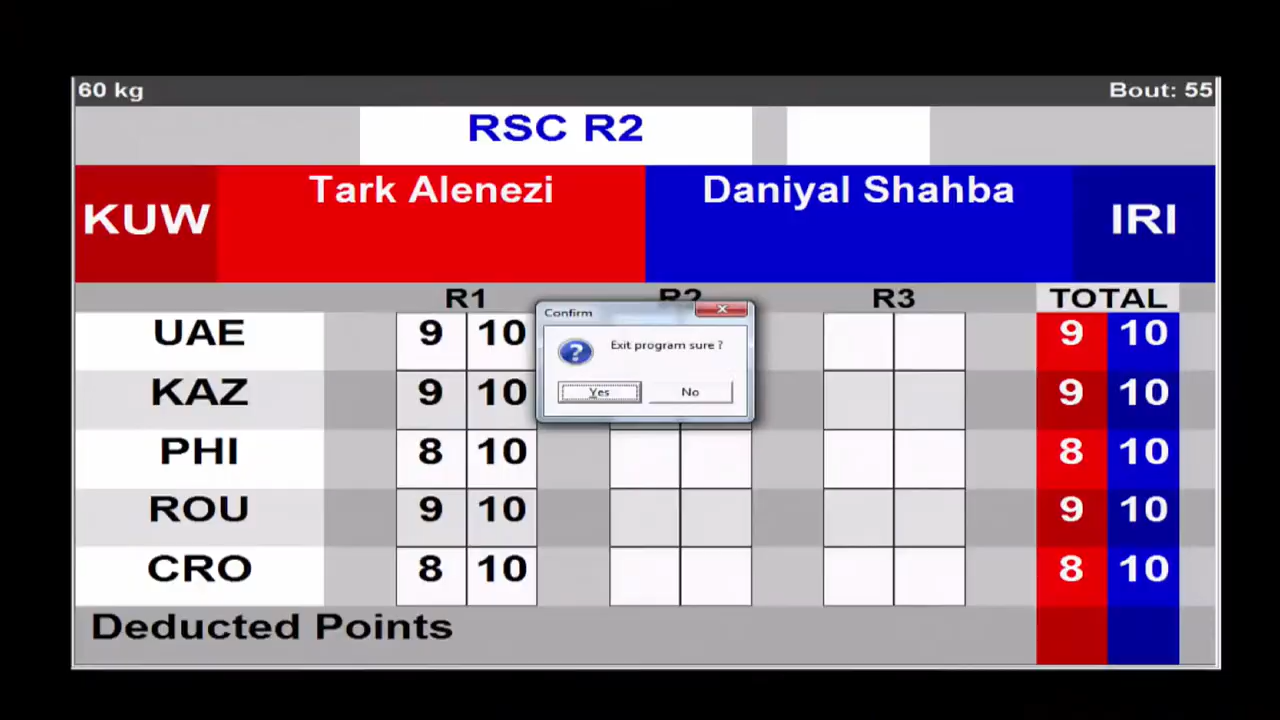 60 kg Bout: 55
RSC R2
KUW Tark Alenezi Daniyal Shahba IRI
R1 R2 R3 TOTAL
Confirm
Exit program sure ?
Yes No
UAE 9 10 9 10
KAZ 9 10 9 10
PHI 8 10 8 10
ROU 9 10 9 10
CRO 8 10 8 10
Deducted Points